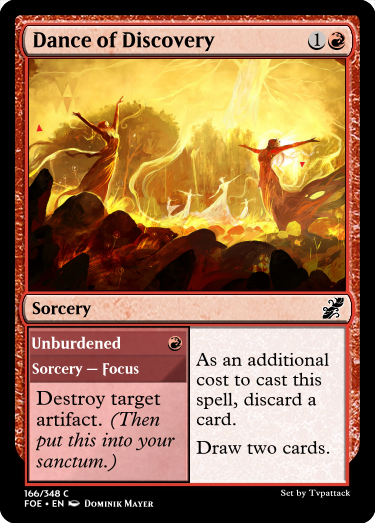 Dance of Discovery 1
Sorcery
Unburdened
Sorcery — Focus
Destroy target
artifact. (Then
put this into your
sanctum.)
As an additional
cost to cast this
spell, discard a
card.
Draw two cards.
166/348 C
FOE • EN Dominik Mayer
Set by Tvpattack